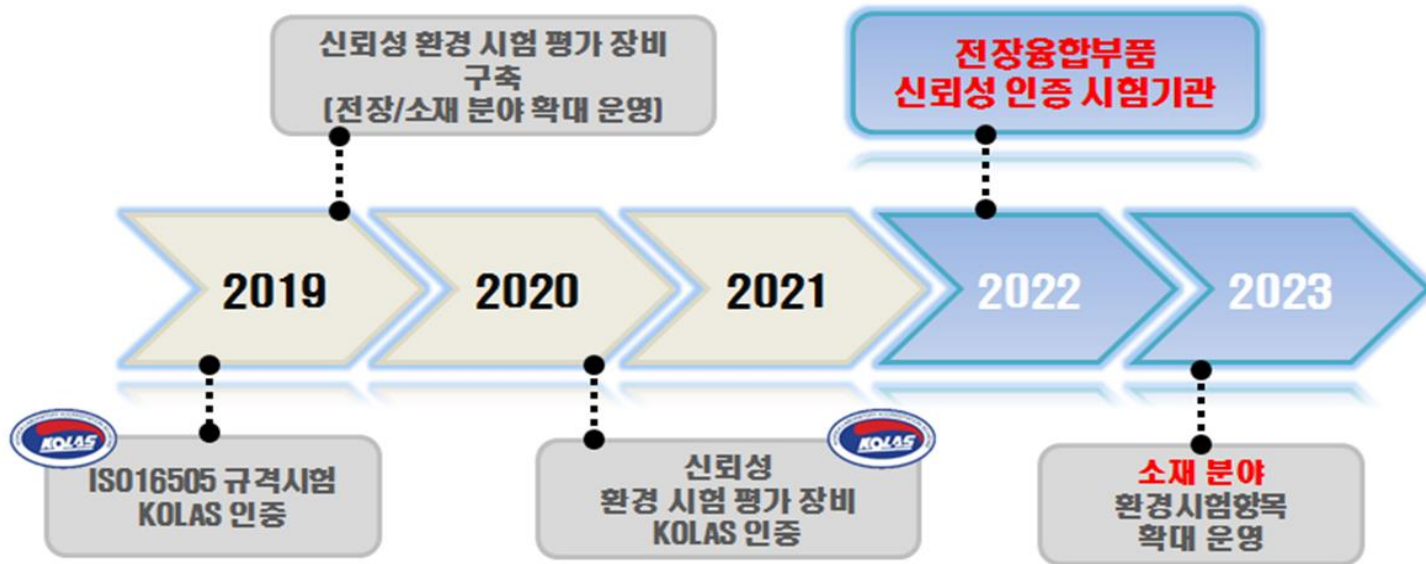 신뢰성 환경 시험 평가 장비
구축
(전장/소재 분야 확대 운영)
전장융합부품
신뢰성 인증 시험기관
2019
2020
2021
2022
2023
KOLAS
ISO16505 규격시험
KOLAS 인증
신뢰성
환경 시험 평가 장비
KOLAS 인증
KOLAS
소재 분야
환경시험항목
확대 운영